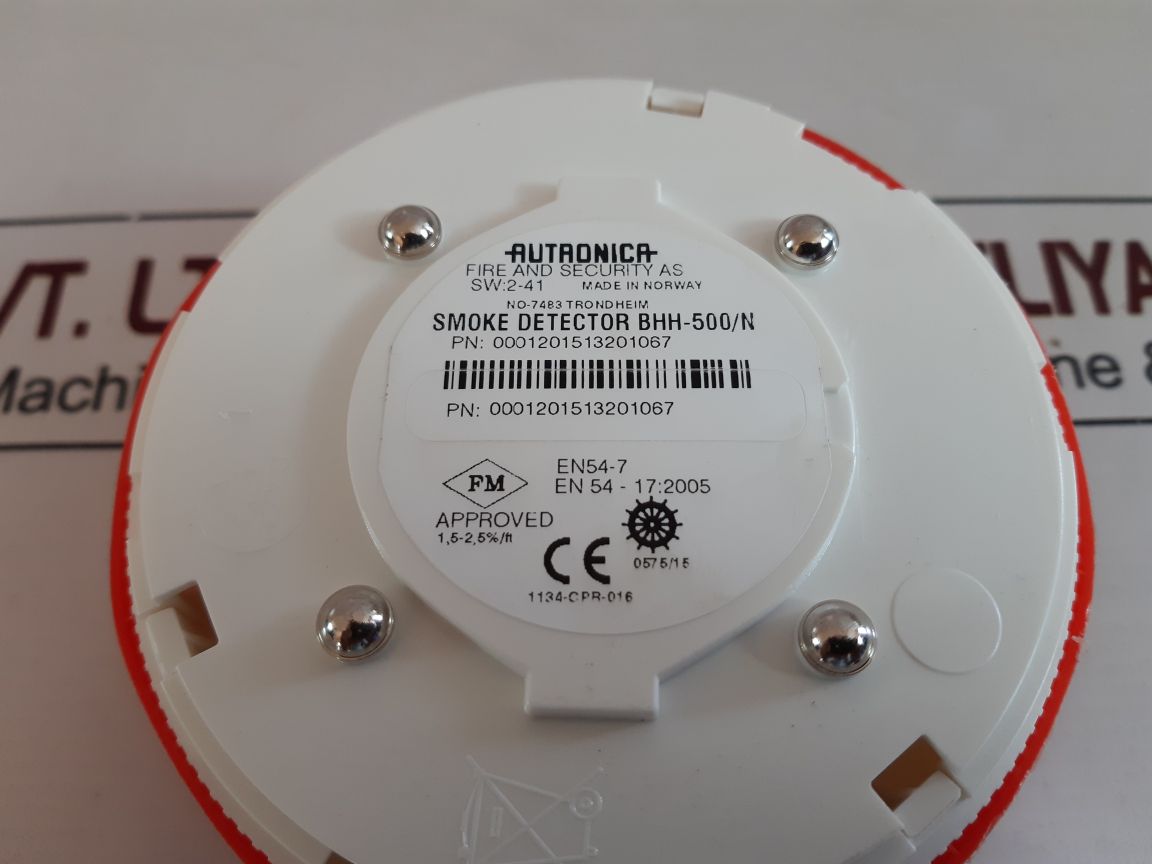 AUTRONICA
FIRE AND SECURITY AS
SW:2-41 MADE IN NORWAY
NO-7483 TRONDHEIM
SMOKE DETECTOR BHH-500/N
PN: 0001201513201067
PN: 0001201513201067
FM
APPROVED
1,5-2,5%/ft
EN54-7
EN 54 - 17:2005
CE
0575/15
1134-CPR-016